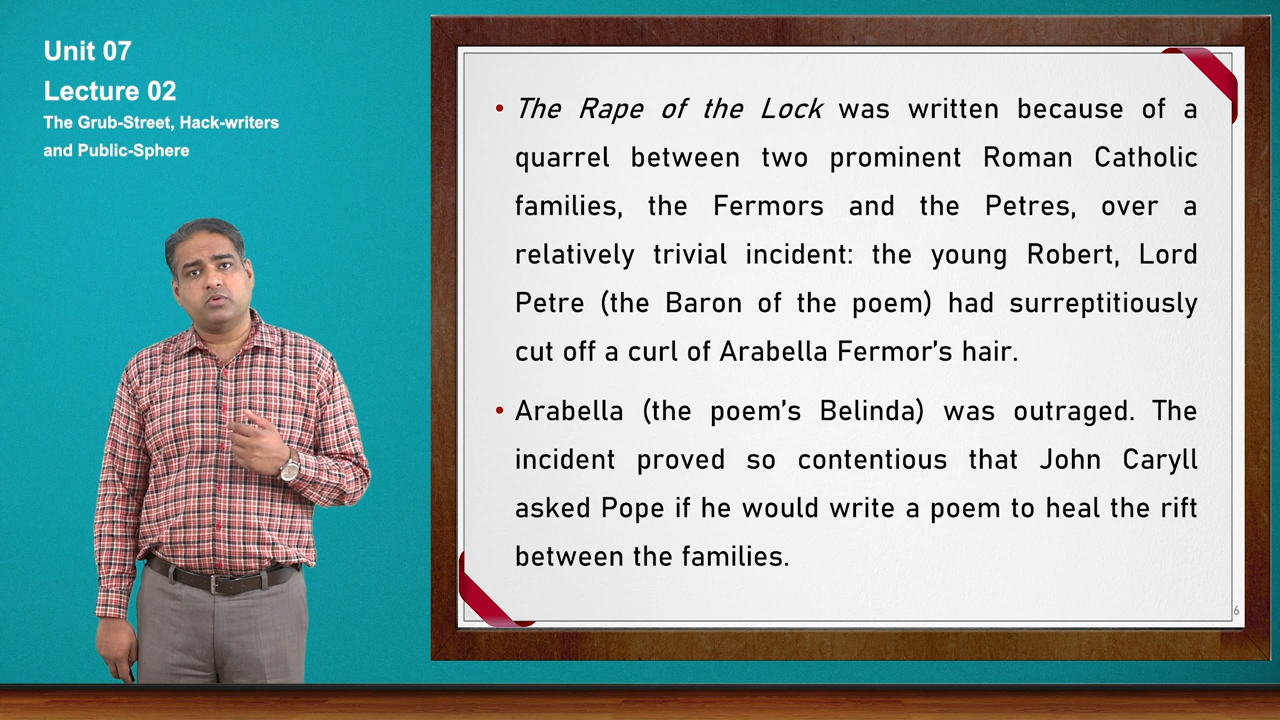 Unit 07
Lecture 02
The Grub-Street, Hack-writers
and Public-Sphere
• The Rape of the Lock was written because of a
quarrel between two prominent Roman Catholic
families, the Fermors and the Petres, over a
relatively trivial incident: the young Robert, Lord
Petre (the Baron of the poem) had surreptitiously
cut off a curl of Arabella Fermor's hair.
• Arabella (the poem's Belinda) was outraged. The
incident proved so contentious that John Caryll
asked Pope if he would write a poem to heal the rift
between the families.
6